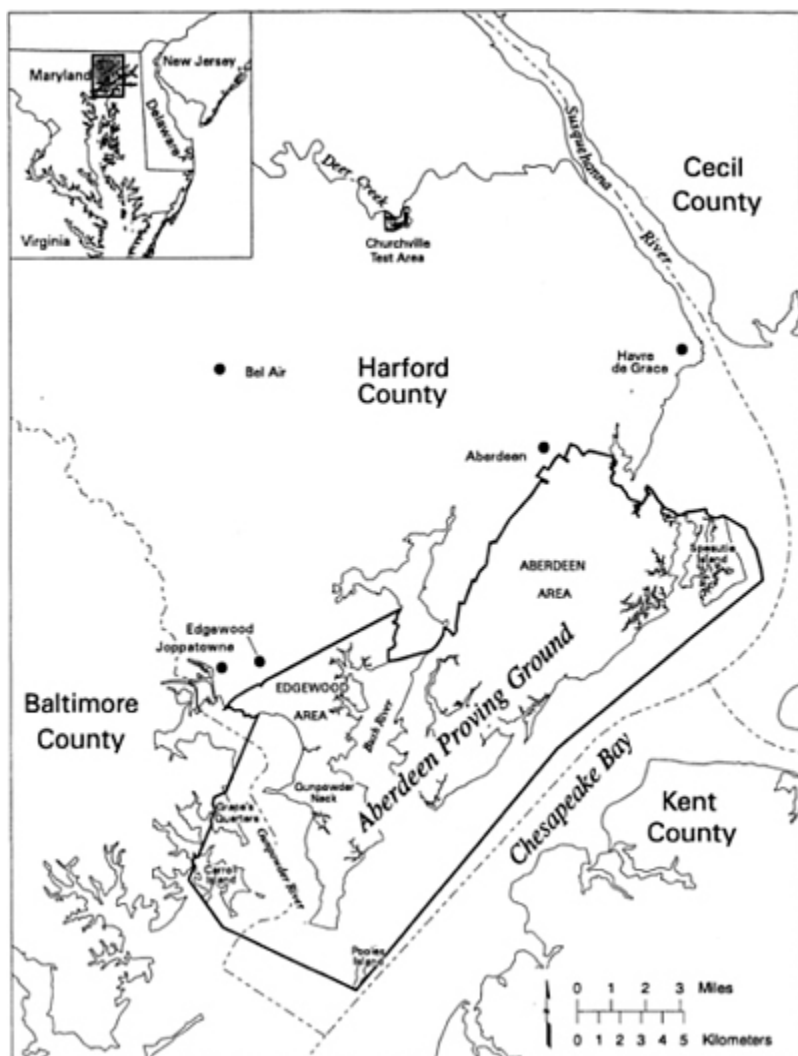 New Jersey
Maryland
Delaware
Virginia
Susquehanna
River
Cecil
County
Deer Creek
Churchville
Test Area
Havre
de Grace
Bel Air
Harford
County
Aberdeen
ABERDEEN
AREA
Spesutie
Island
Edgewood
Joppatowne
EDGEWOOD
AREA
Bush River
Aberdeen Proving Ground
Baltimore
County
Gunpowder
Neck
Chesapeake Bay
Kent
County
Grace's
Quarters
Gunpowder River
Carroll
Island
Pooles
Island
0 1 2 3 Miles
0 1 2 3 4 5 Kilometers